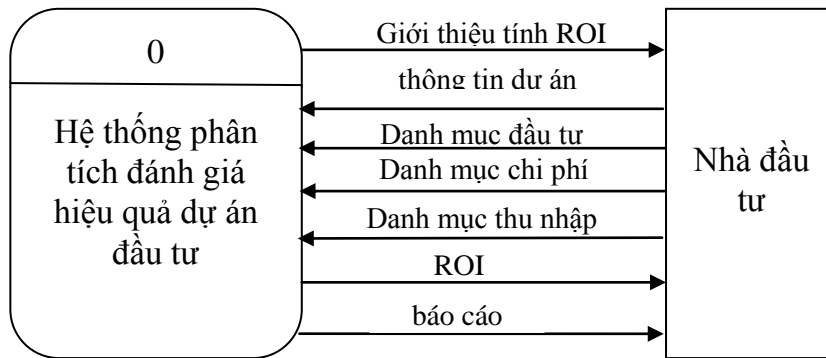 0
Hệ thống phân
tích đánh giá
hiệu quả dự án
đầu tư
Giới thiệu tính ROI
thông tin dự án
Danh mục đầu tư
Danh mục chi phí
Danh mục thu nhập
ROI
báo cáo
Nhà đầu
tư